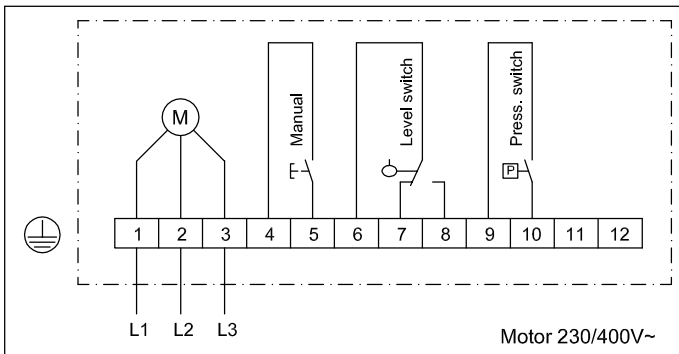 M
Manual
Level switch
Press. switch
P
1 2 3 4 5 6 7 8 9 10 11 12
L1 L2 L3
Motor 230/400V~